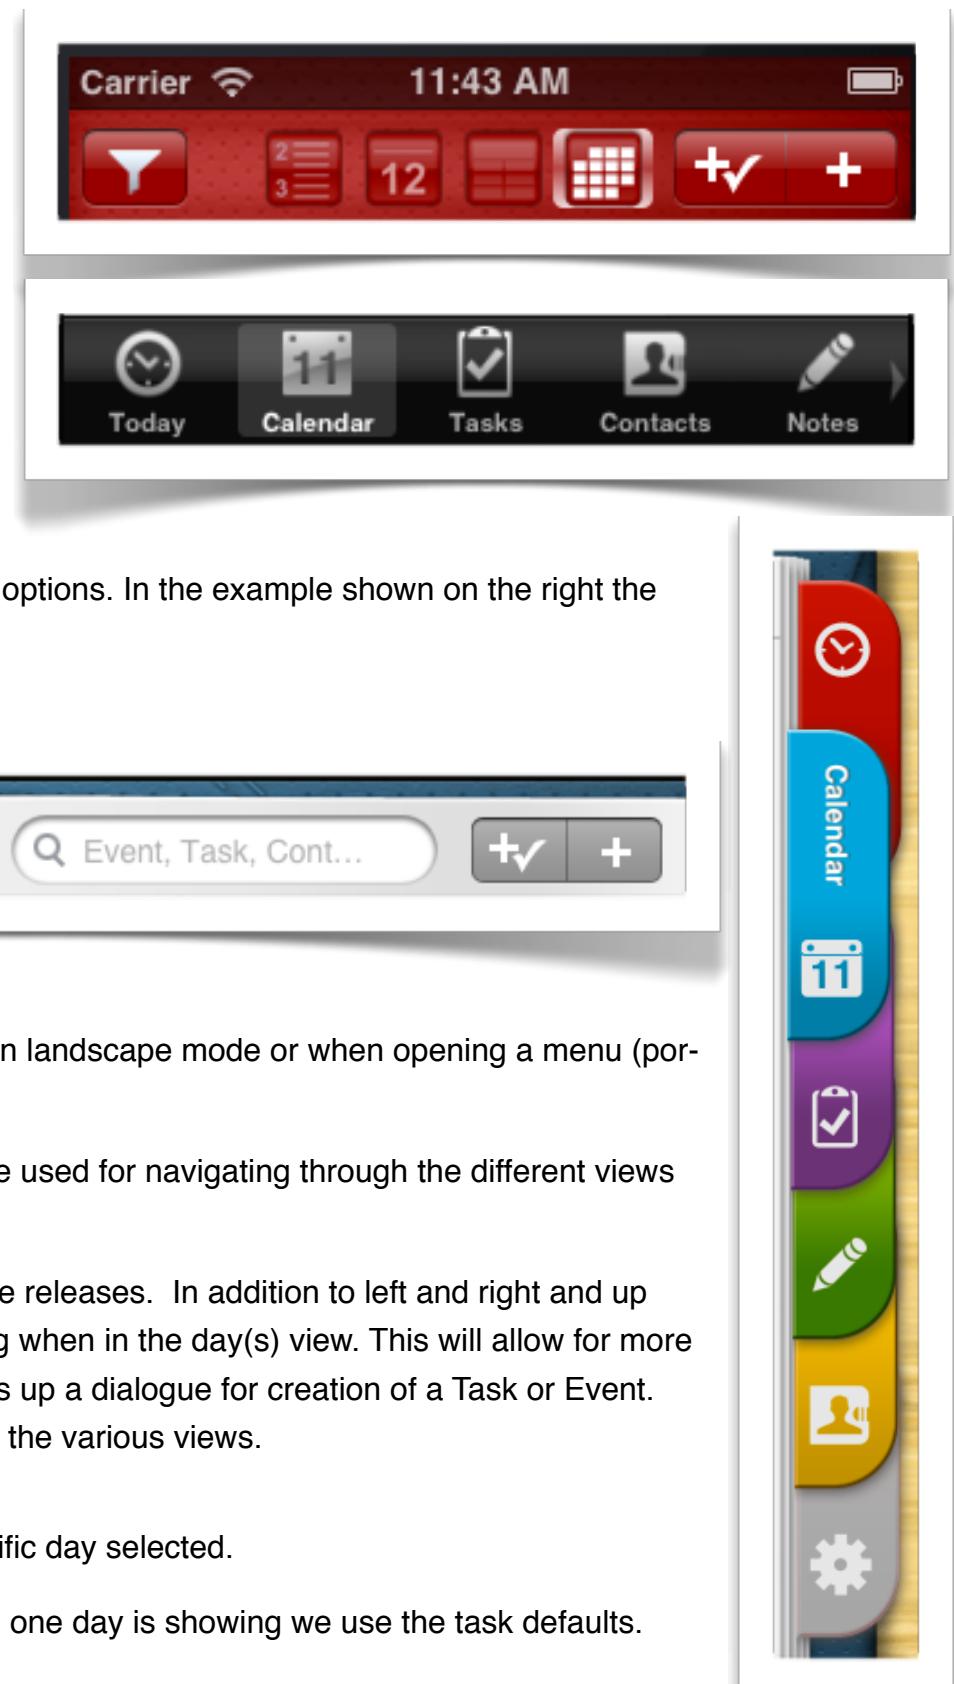 Carrier 11:43 AM
2
3
12
11
Today Calendar Tasks Contacts Notes
options. In the example shown on the right the
Calendar
11
Event, Task, Cont...
n landscape mode or when opening a menu (por-
e used for navigating through the different views
e releases. In addition to left and right and up
g when in the day(s) view. This will allow for more
s up a dialogue for creation of a Task or Event.
the various views.
ific day selected.
one day is showing we use the task defaults.